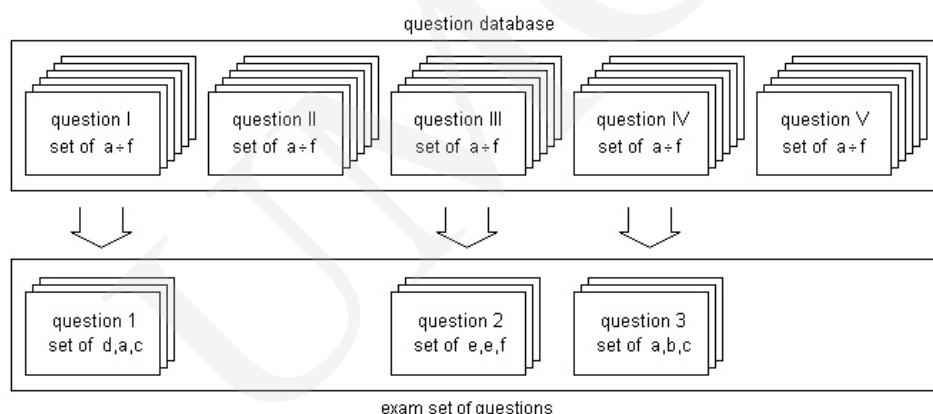 question database
question I
set of a÷f
question II
set of a÷f
question III
set of a÷f
question IV
set of a÷f
question V
set of a÷f
question 1
set of d,a,c
question 2
set of e,e,f
question 3
set of a,b,c
exam set of questions
UMC